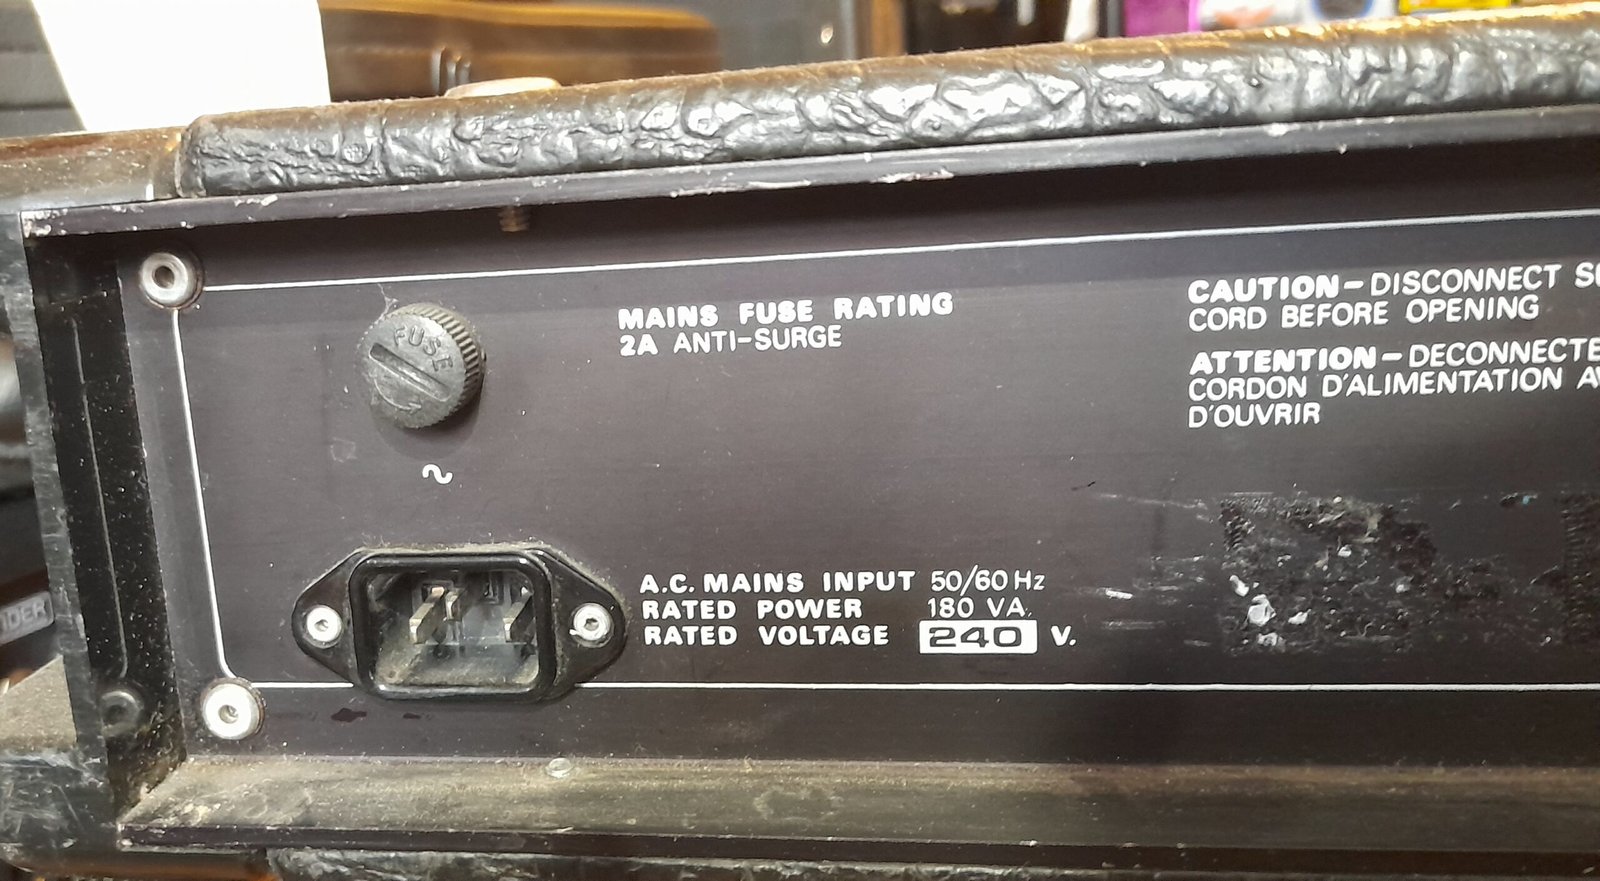 FUSE
MAINS FUSE RATING
2A ANTI-SURGE
CAUTION-DISCONNECT
CORD BEFORE OPENING
ATTENTION-DECONNECTE
CORDON D'ALIMENTATION
D'OUVRIR
~
A.C. MAINS INPUT 50/60 Hz
RATED POWER 180 VA.
RATED VOLTAGE 240 V.